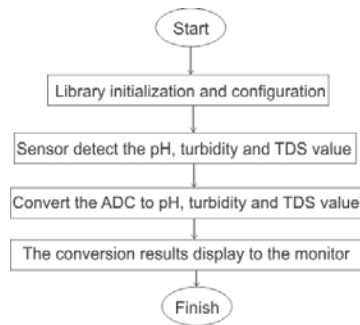 Start
Library initialization and configuration
Sensor detect the pH, turbidity and TDS value
Convert the ADC to pH, turbidity and TDS value
The conversion results display to the monitor
Finish